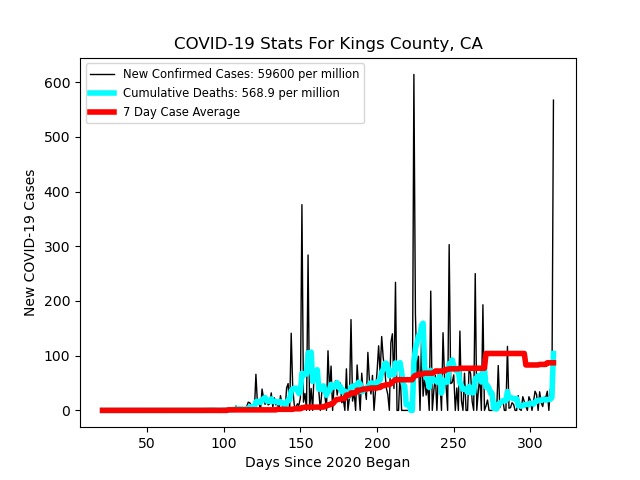 COVID-19 Stats For Kings County, CA
New Confirmed Cases: 59600 per million
Cumulative Deaths: 568.9 per million
7 Day Case Average
600
500
400
300
200
100
0
New COVID-19 Cases
50 100 150 200 250 300
Days Since 2020 Began